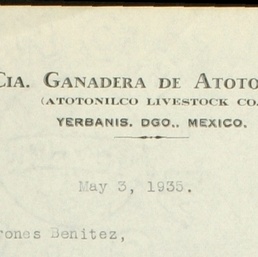 CIA. GANADERA DE ATOTO
(ATOTONILCO LIVESTOCK CO.
YERBANIS, DGO., MEXICO.
May 3, 1935.
rones Benitez,